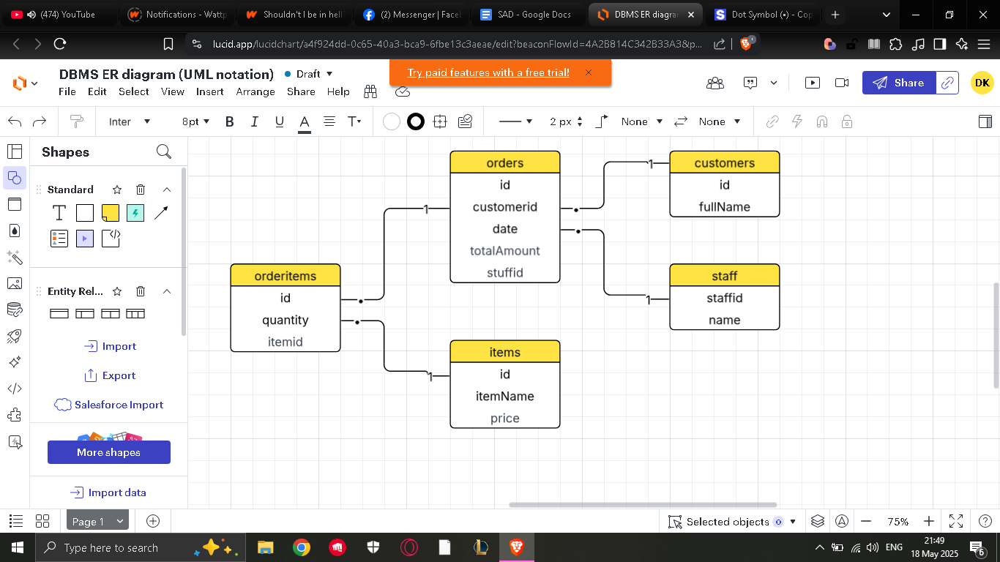 (474) YouTube
Notifications - Wattp
Shouldn't I be in hell
(2) Messenger | Faceb
SAD - Google Docs
DBMS ER diagram
Dot Symbol (•) - Cop
lucid.app/lucidchart/a4f924dd-0c65-40a3-bca9-6fbe13c3aeae/edit?beaconFlowId=4A2B814C342B33A3&p...
1
DBMS ER diagram (UML notation)
Draft
Try paid features with a free trial!
File Edit Select View Insert Arrange Share Help
Share
DK
Inter
8pt
B I U A T
2 px
None
None
Shapes
Standard
T
Entity Rel...
Import
Export
Salesforce Import
More shapes
Import data
orders
id
customerid
date
totalAmount
stuffid
customers
id
fullName
orderitems
id
quantity
itemid
staff
staffid
name
items
id
itemName
price
1
1
1
1
Page 1
Selected objects 0
75%
Type here to search
ENG
21:49
18 May 2025
6